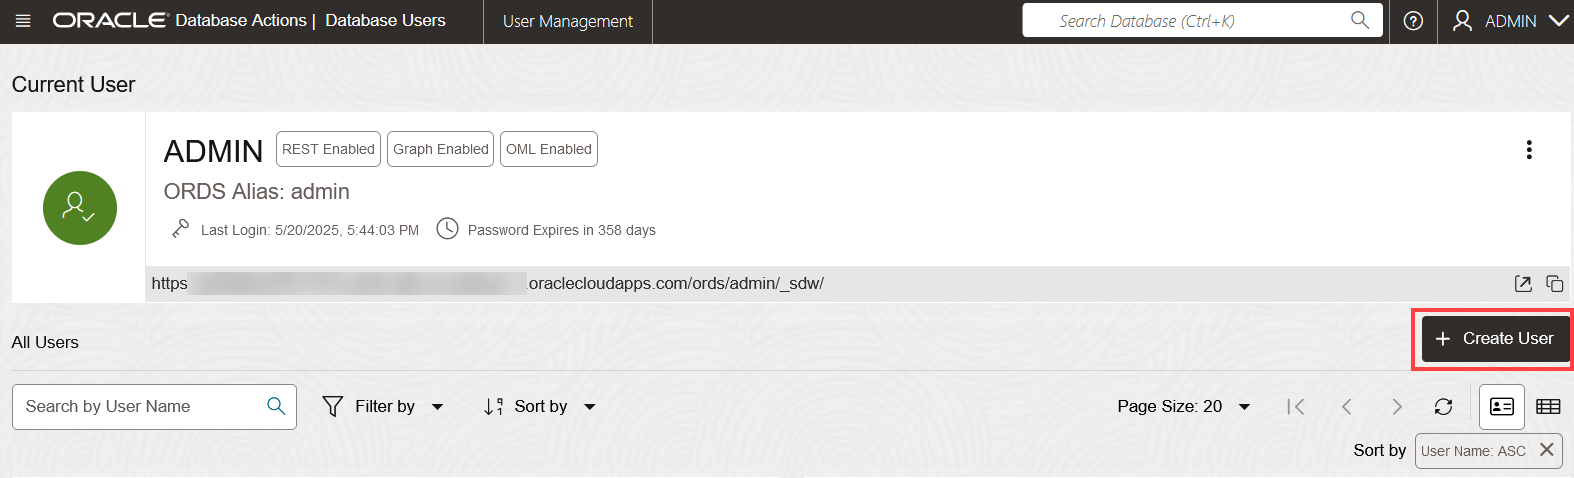 ORACLE Database Actions | Database Users User Management Search Database (Ctrl+K) ADMIN
Current User
ADMIN REST Enabled Graph Enabled OML Enabled
ORDS Alias: admin
Last Login: 5/20/2025, 5:44:03 PM Password Expires in 358 days
https .oraclecloudapps.com/ords/admin/_sdw/
All Users + Create User
Search by User Name Filter by Sort by Page Size: 20
Sort by User Name: ASC